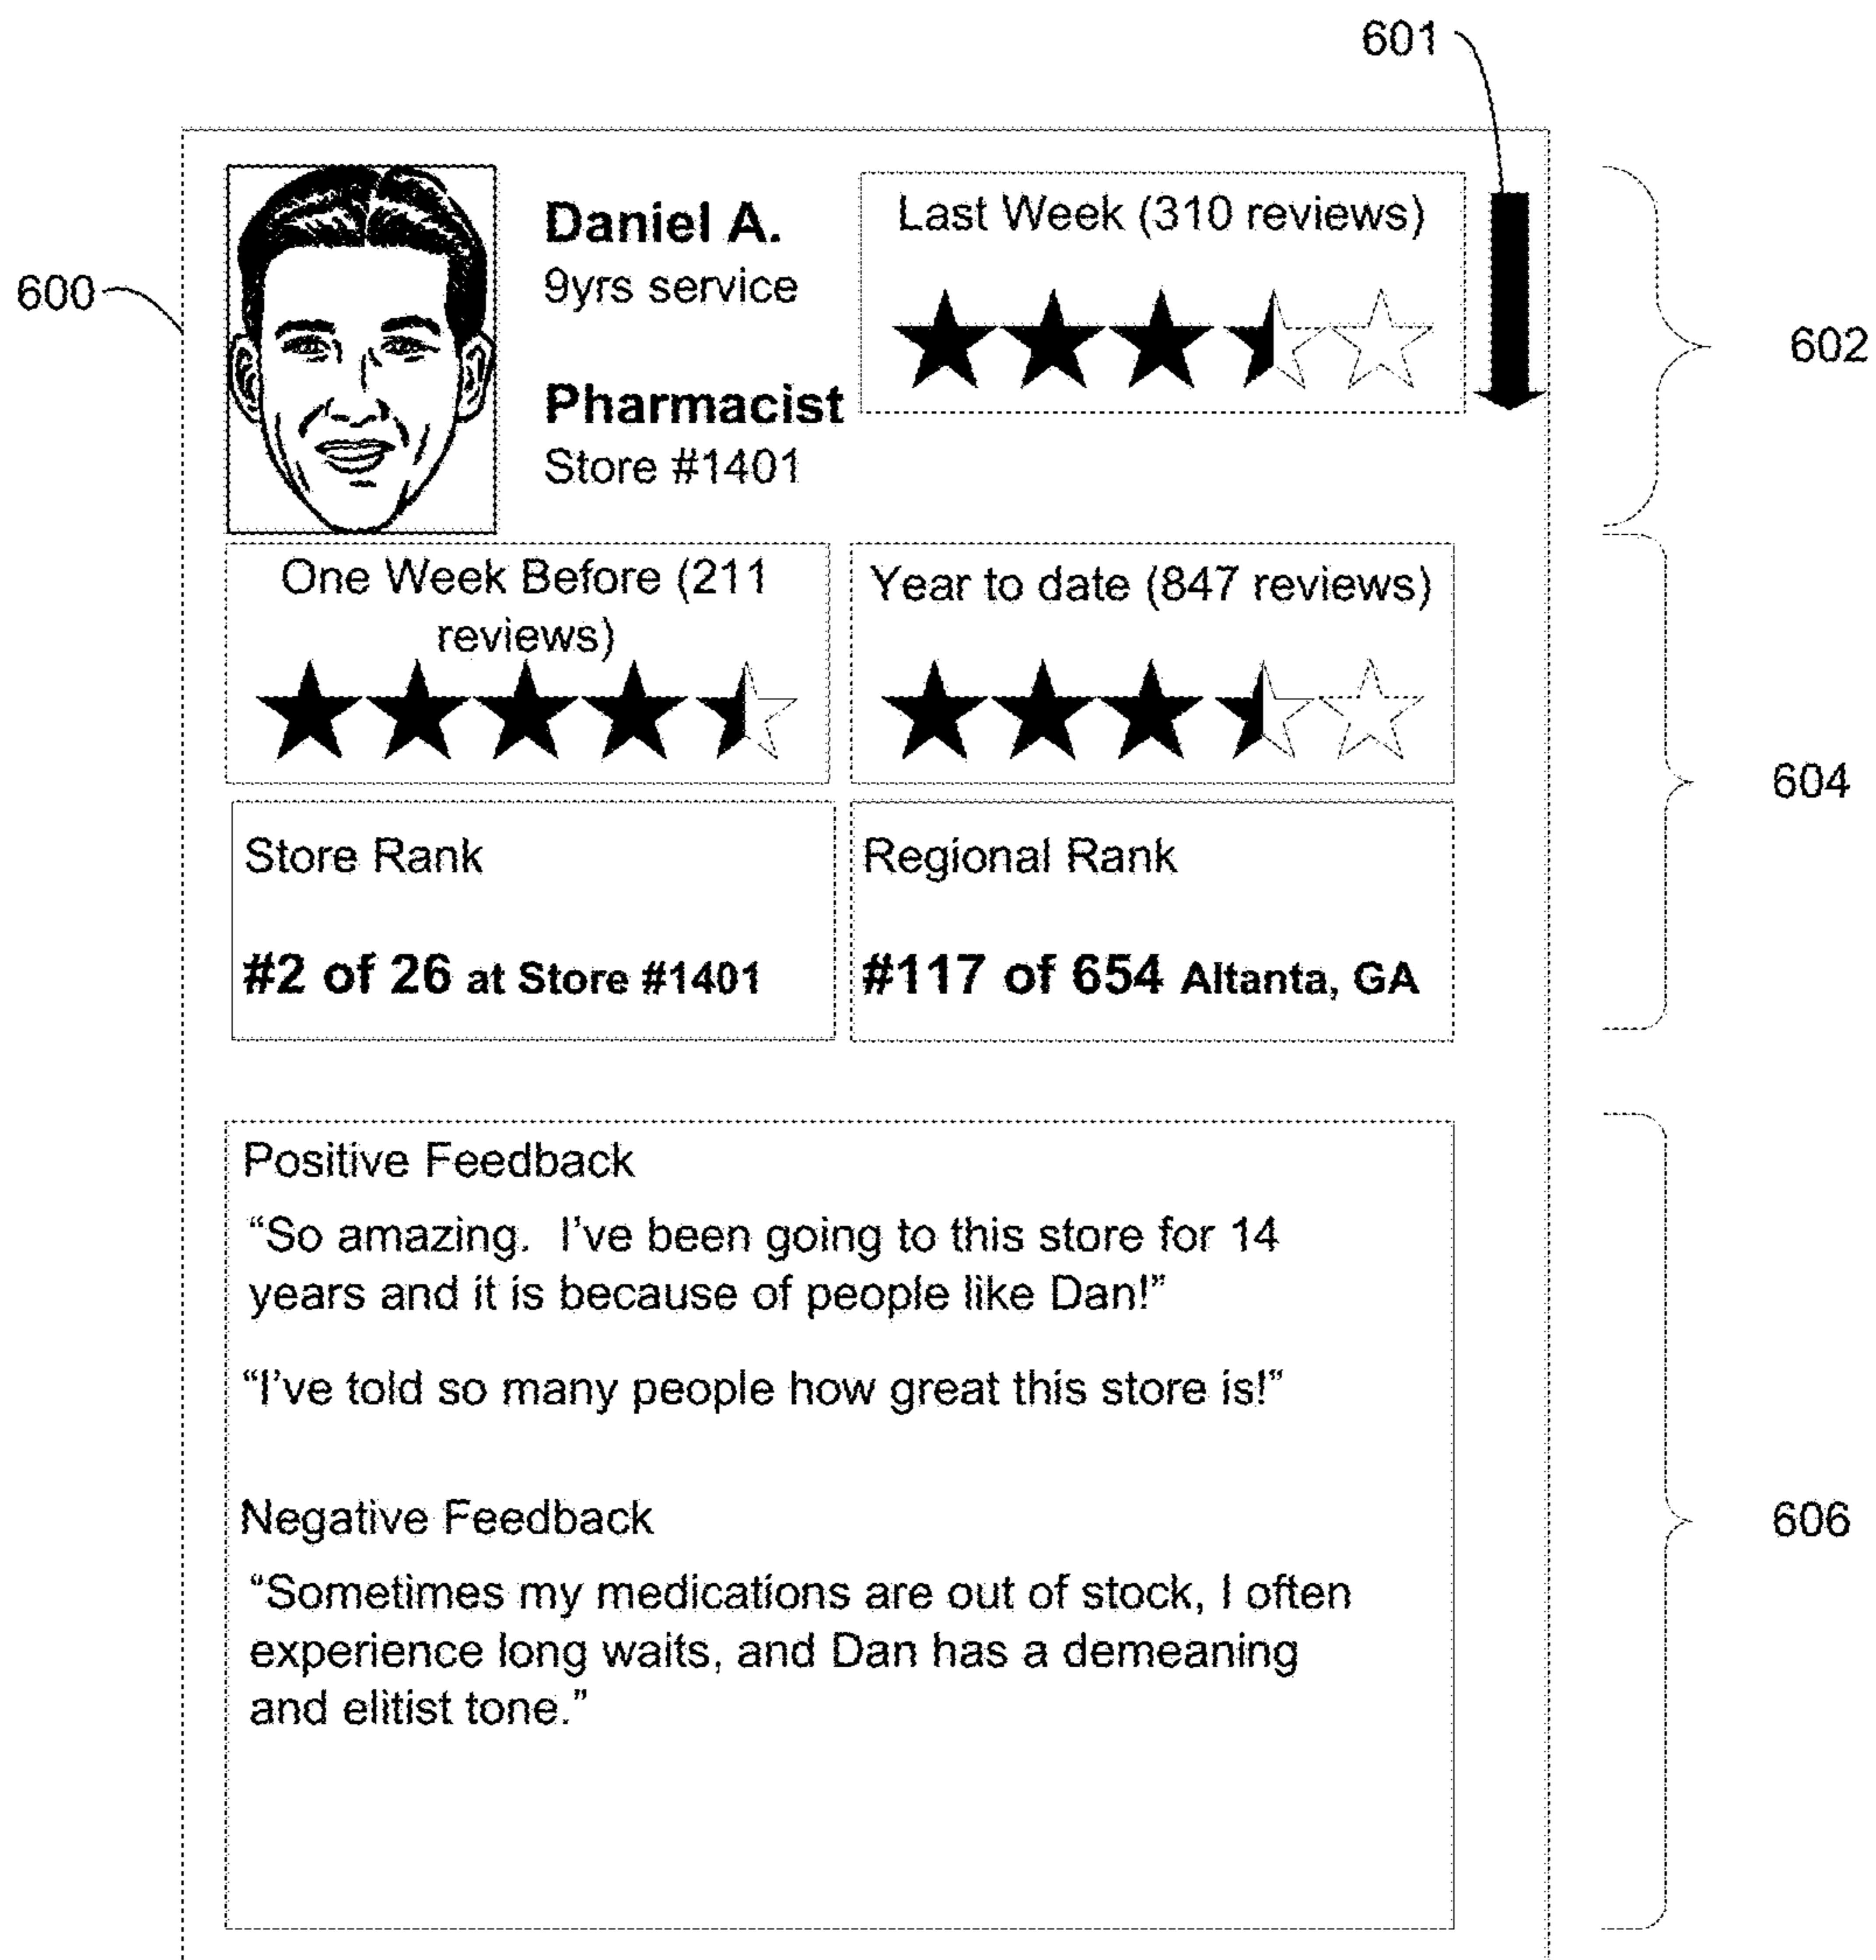 601
600
Daniel A.
9yrs service
Pharmacist
Store #1401
Last Week (310 reviews)
602
One Week Before (211
reviews)
Year to date (847 reviews)
604
Store Rank
#2 of 26 at Store #1401
Regional Rank
#117 of 654 Altanta, GA
Positive Feedback
“So amazing.  I’ve been going to this store for 14
years and it is because of people like Dan!”
“I’ve told so many people how great this store is!”
Negative Feedback
“Sometimes my medications are out of stock, I often
experience long waits, and Dan has a demeaning
and elitist tone.”
606